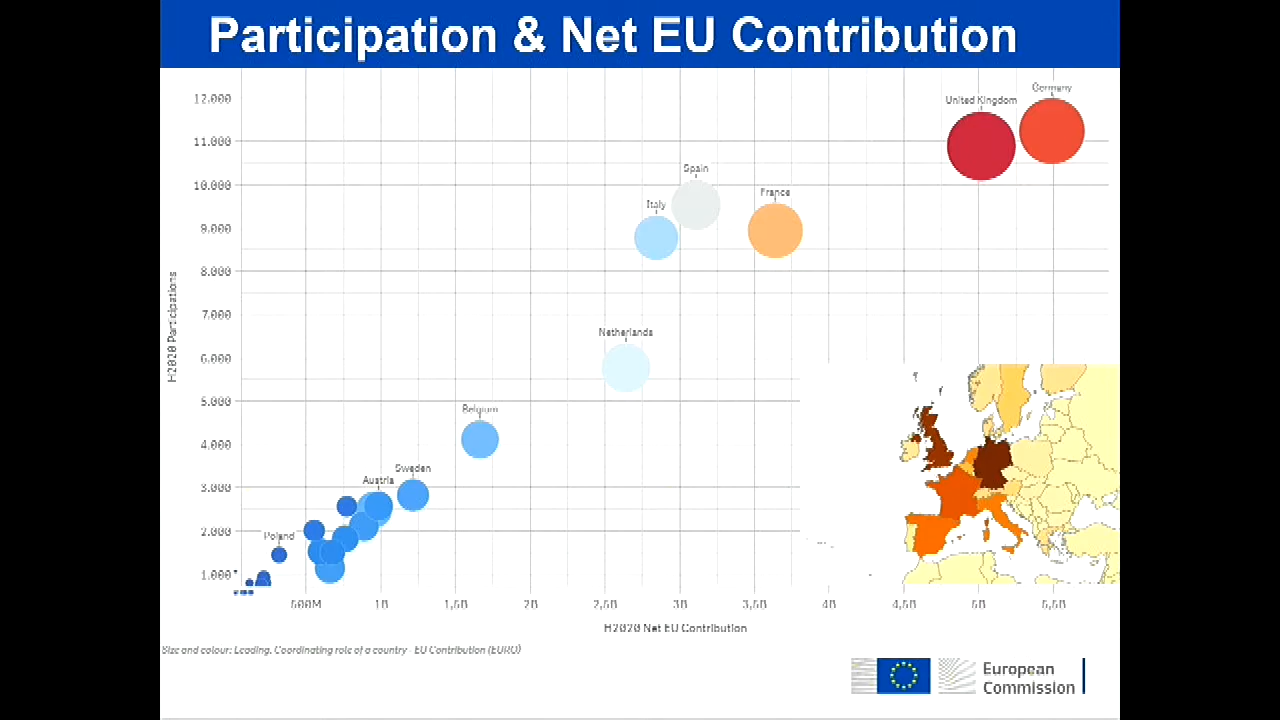 Participation & Net EU Contribution
12.000
11.000
10.000
9.000
8.000
7.000
6.000
5.000
4.000
3.000
2.000
1.000
H2020 Participations
United Kingdom
Germany
Spain
Italy
France
Netherlands
Belgium
Sweden
Austria
Poland
500M
1B
1,5B
2B
2,5B
3B
3,5B
4B
4,5B
5B
5,5B
H2020 Net EU Contribution
Size and colour: Leading, Coordinating role of a country - EU Contribution (EURO)
European
Commission